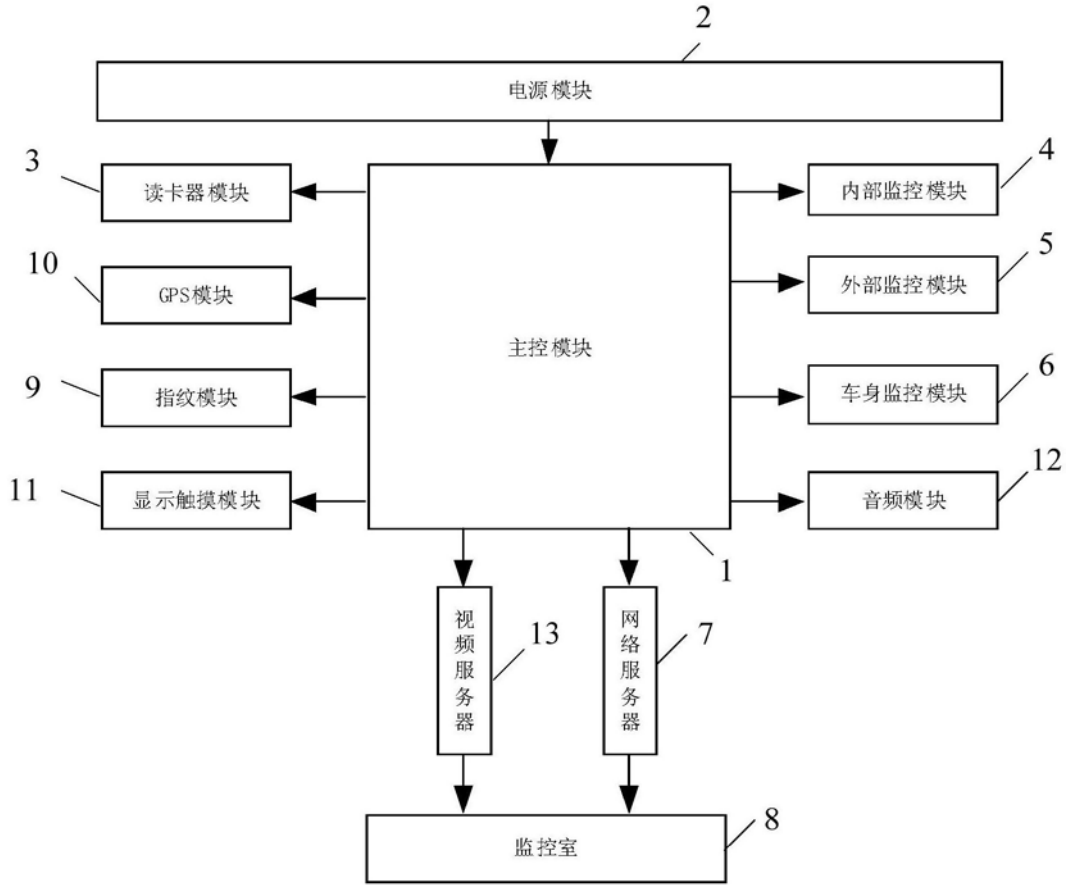 2
电源模块
3
读卡器模块
4
内部监控模块
10
GPS模块
5
外部监控模块
主控模块
9
指纹模块
6
车身监控模块
11
显示触摸模块
12
音频模块
1
视频服务器
13
网络服务器
7
监控室
8